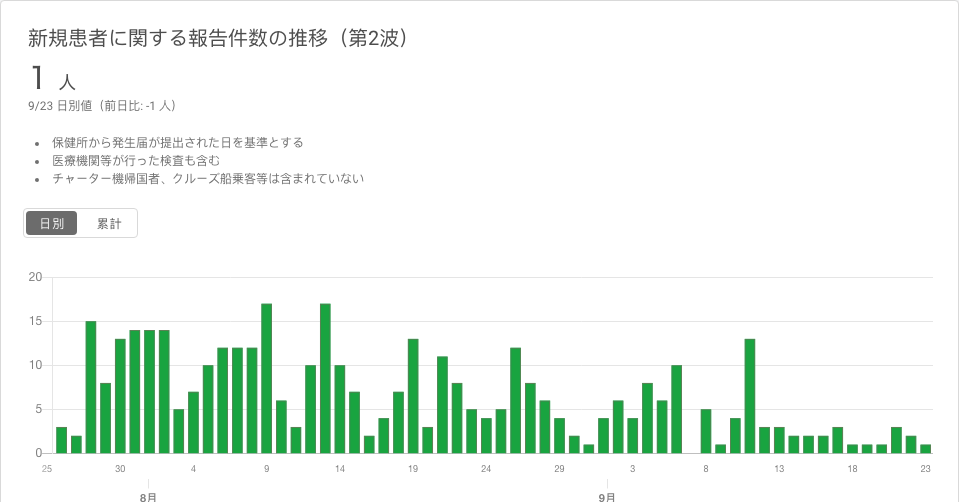 新規患者に関する報告件数の推移（第2波）
1 人
9/23 日別値（前日比: -1 人）
保健所から発生届が提出された日を基準とする
医療機関等が行った検査も含む
チャーター機帰国者、クルーズ船乗客等は含まれていない
日別 累計
20
15
10
5
0
25 30 4 9 14 19 24 29 3 8 13 18 23
8月 9月